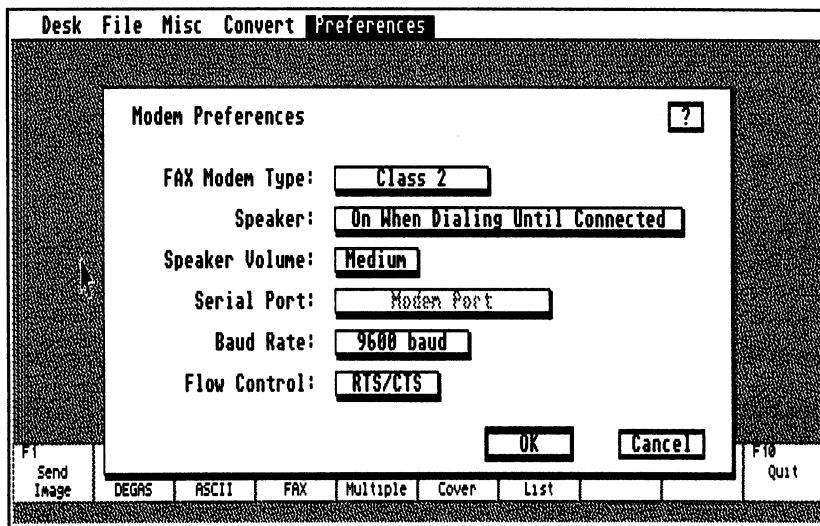 Desk File Misc Convert Preferences
Modem Preferences
?
FAX Modem Type: Class 2
Speaker: On When Dialing Until Connected
Speaker Volume: Medium
Serial Port: Modem Port
Baud Rate: 9600 baud
Flow Control: RTS/CTS
OK Cancel
F1 F10
Send Quit
Image DEGAS ASCII FAX Multiple Cover List